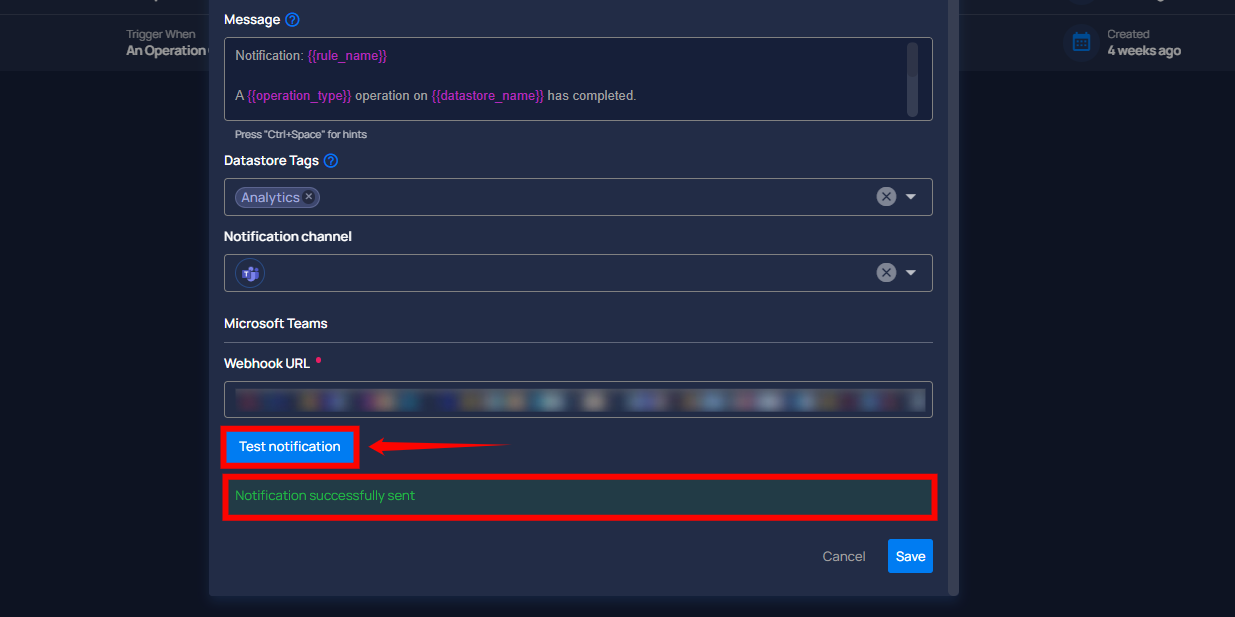 Message
Trigger When
An Operation
Created
4 weeks ago
Notification: {{rule_name}}
A {{operation_type}} operation on {{datastore_name}} has completed.
Press "Ctrl+Space" for hints
Datastore Tags
Analytics
Notification channel
Microsoft Teams
Webhook URL
Test notification
Notification successfully sent
Cancel
Save